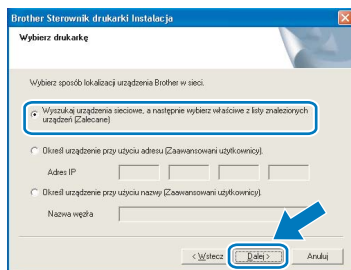 Brother Sterownik drukarki Instalacja
Wybierz drukarkę
Wybierz sposób lokalizacji urządzenia Brother w sieci.
Wyszukaj urządzenia sieciowe, a następnie wybierz właściwe z listy znalezionych
urządzeń (Zalecane)
Określ urządzenie przy użyciu adresu (Zaawansowani użytkownicy).
Adres IP
Określ urządzenie przy użyciu nazwy (Zaawansowani użytkownicy).
Nazwa węzła
< Wstecz Dalej > Anuluj